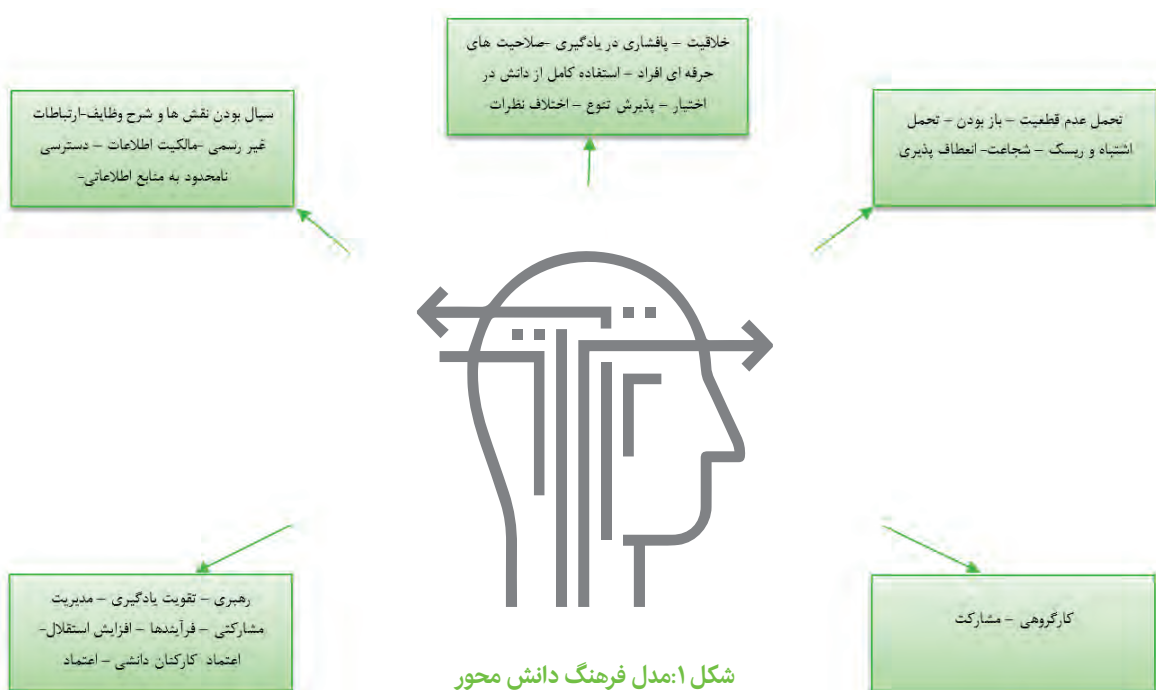 خلاقیت – پافشاری در یادگیری -صلاحیت های
حرفه ای افراد – استفاده کامل از دانش در
اختیار – پذیرش تنوع – اختلاف نظرات
تحمل عدم قطعیت – باز بودن – تحمل
اشتباه و ریسک – شجاعت- انعطاف پذیری
سیال بودن نقش ها و شرح وظایف-ارتباطات
غیر رسمی -مالکیت اطلاعات – دسترسی
نامحدود به منابع اطلاعاتی-
کارگروهی – مشارکت
رهبری – تقویت یادگیری – مدیریت
مشارکتی – فرآیندها – افزایش استقلال-
اعتماد کارکنان دانشی – اعتماد
شکل ۱:مدل فرهنگ دانش محور